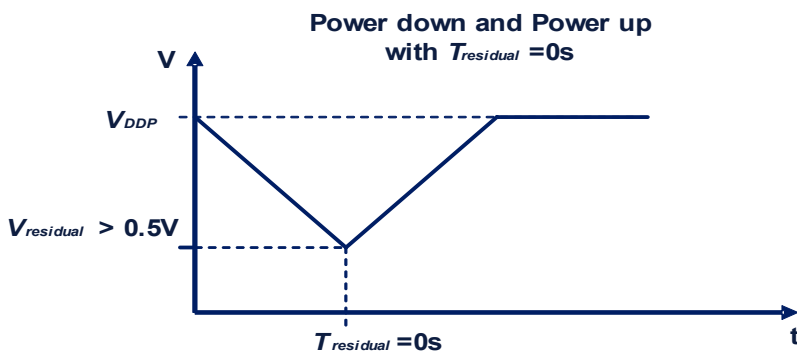 Power down and Power up
with Tresidual =0s
V
VDDP
Vresidual > 0.5V
t
Tresidual =0s